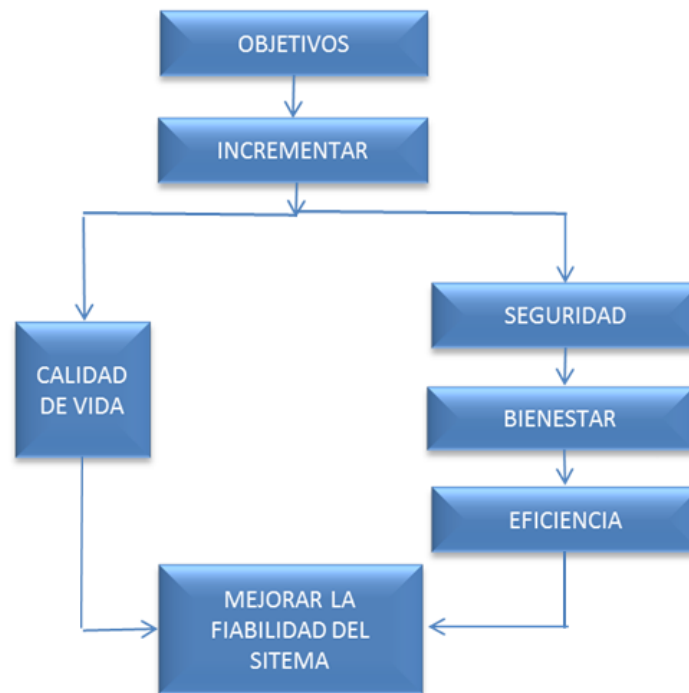 OBJETIVOS
INCREMENTAR
CALIDAD
DE VIDA
SEGURIDAD
BIENESTAR
EFICIENCIA
MEJORAR LA
FIABILIDAD DEL
SITEMA